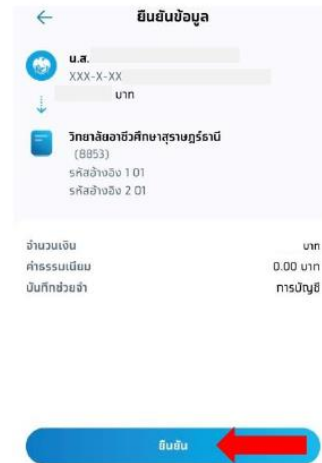 ยืนยันข้อมูล
น.ส.
XXX-X-XX
บาท
วิทยาลัยอาชีวศึกษาสุราษฎร์ธานี
(8853)
รหัสอ้างอิง 1 01
รหัสอ้างอิง 2 01
จำนวนเงิน บาท
ค่าธรรมเนียม 0.00 บาท
บันทึกช่วยจำ การบัญชี
ยืนยัน